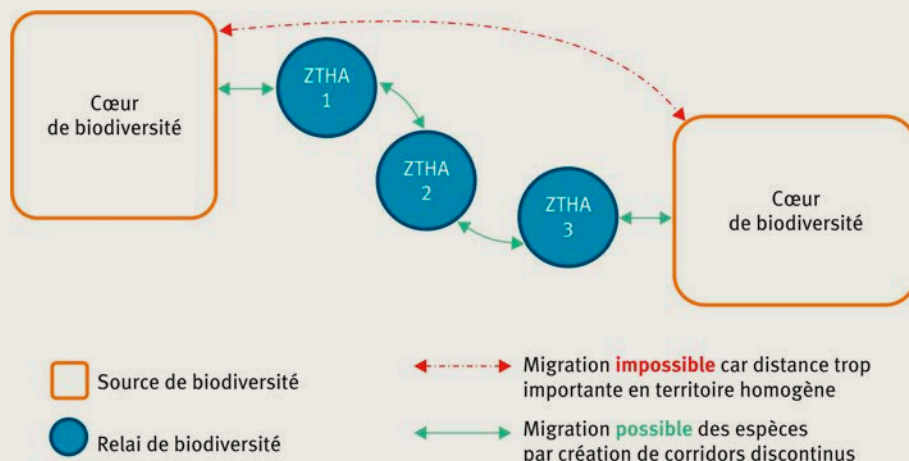 Cœur
de biodiversité
ZTHA
1
ZTHA
2
ZTHA
3
Cœur
de biodiversité
Source de biodiversité
Relai de biodiversité
Migration impossible car distance trop
importante en territoire homogène
Migration possible des espèces
par création de corridors discontinus